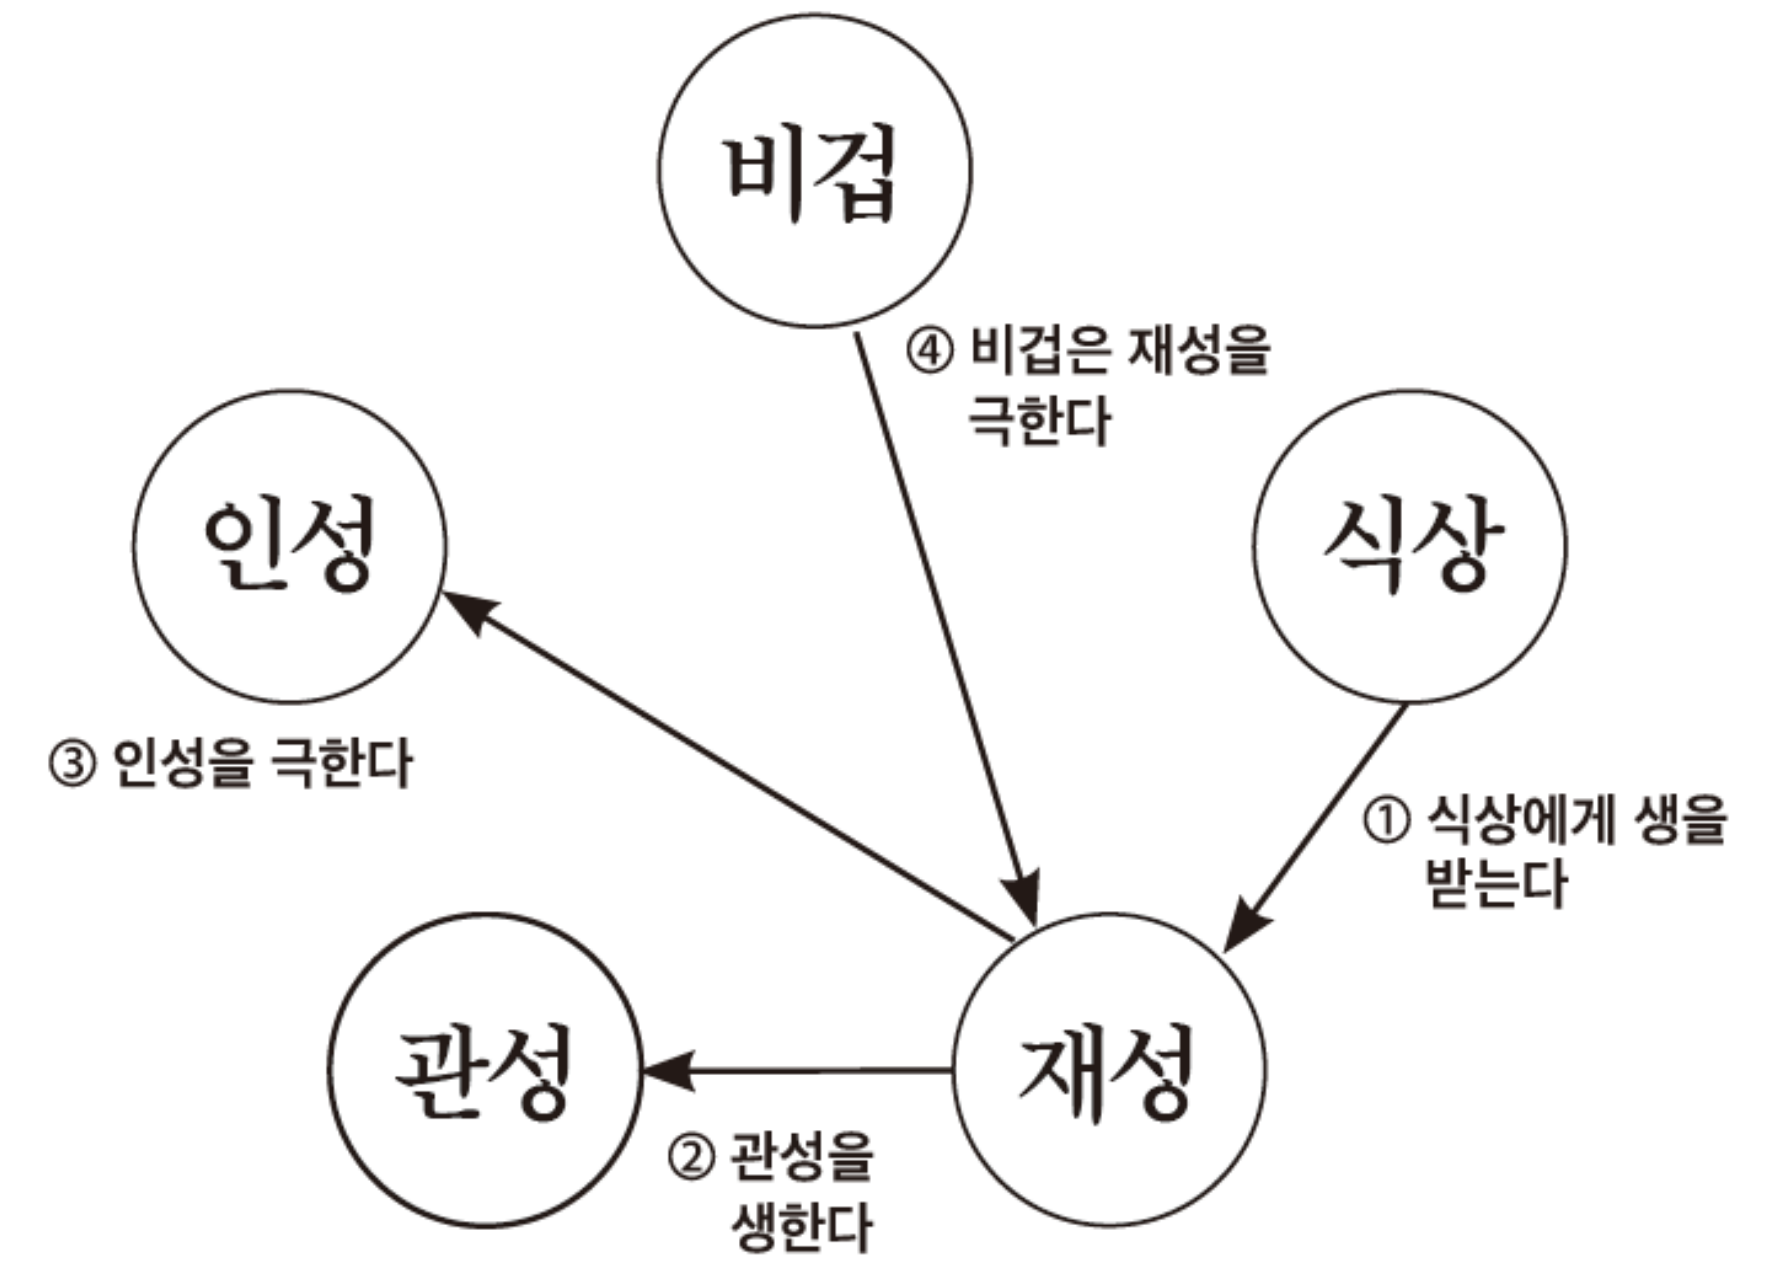 비겁
④ 비겁은 재성을
극한다
인성
식상
③ 인성을 극한다
① 식상에게 생을
받는다
관성
재성
② 관성을
생한다